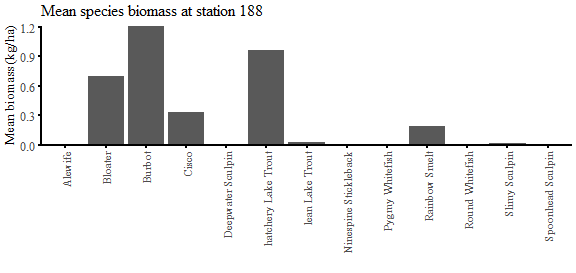 Mean species biomass at station 188
Mean biomass (kg/ha)
1.2
0.9
0.6
0.3
0.0
Alewife
Bloater
Burbot
Cisco
Deepwater Sculpin
hatchery Lake Trout
lean Lake Trout
Ninespine Stickleback
Pygmy Whitefish
Rainbow Smelt
Round Whitefish
Slimy Sculpin
Spoonhead Sculpin